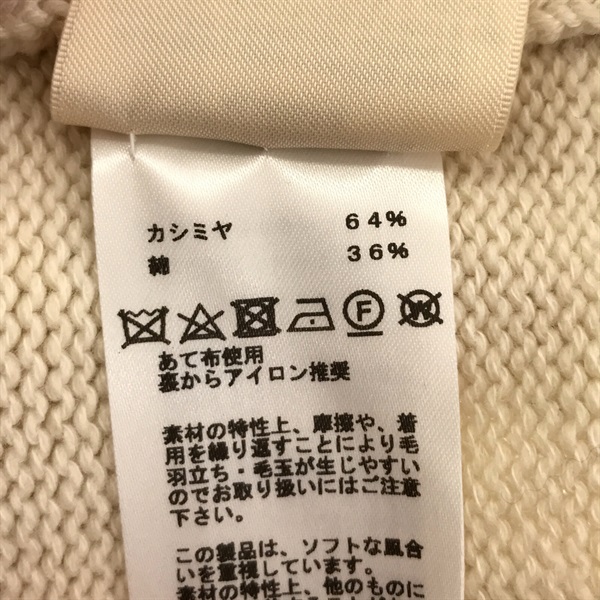 カシミヤ 64%
綿 36%
F W
あて布使用
裏からアイロン推奨
素材の特性上、摩擦や、着
用を繰り返すことにより毛
羽立ち・毛玉が生じやすい
のでお取り扱いにはご注意
下さい。
この製品は、ソフトな風合
いを重視しています。
素材の特性上、他のものに